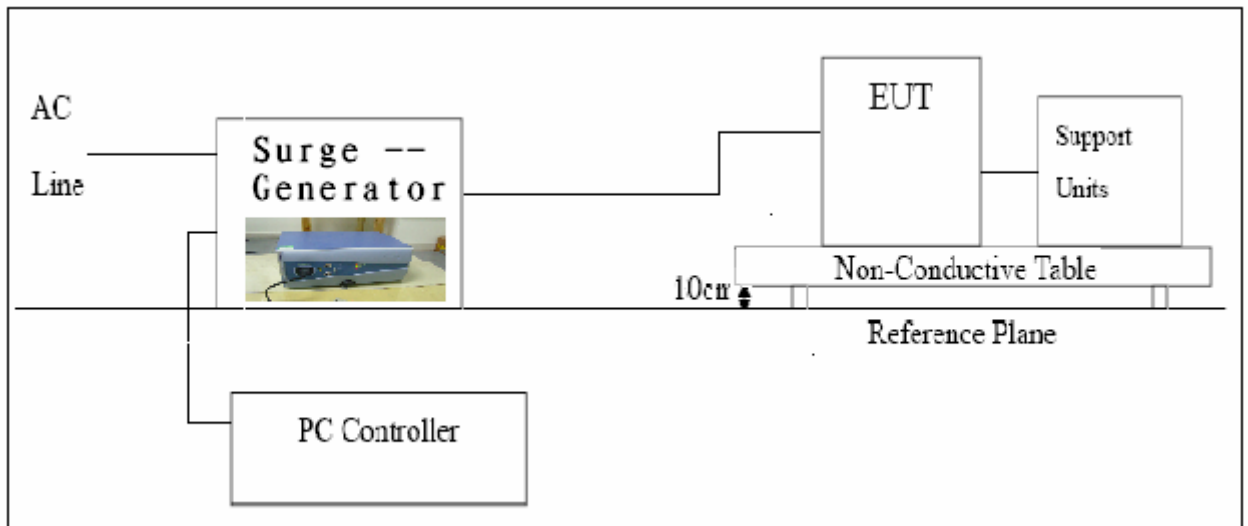 AC
Line
Surge --
Generator
EUT
Support
Units
Non-Conductive Table
10cm
Reference Plane
PC Controller